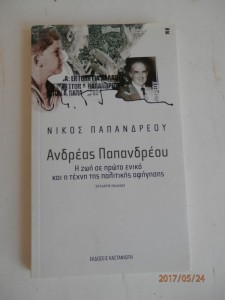 ΝΙΚΟΣ ΠΑΠΑΝΔΡΕΟΥ
Ανδρέας Παπανδρέου
Η ζωή σε πρώτο ενικό
και η τέχνη της πολιτικής αφήγησης
ΕΚΔΟΣΕΙΣ ΚΑΣΤΑΝΙΩΤΗ
2017/05/24